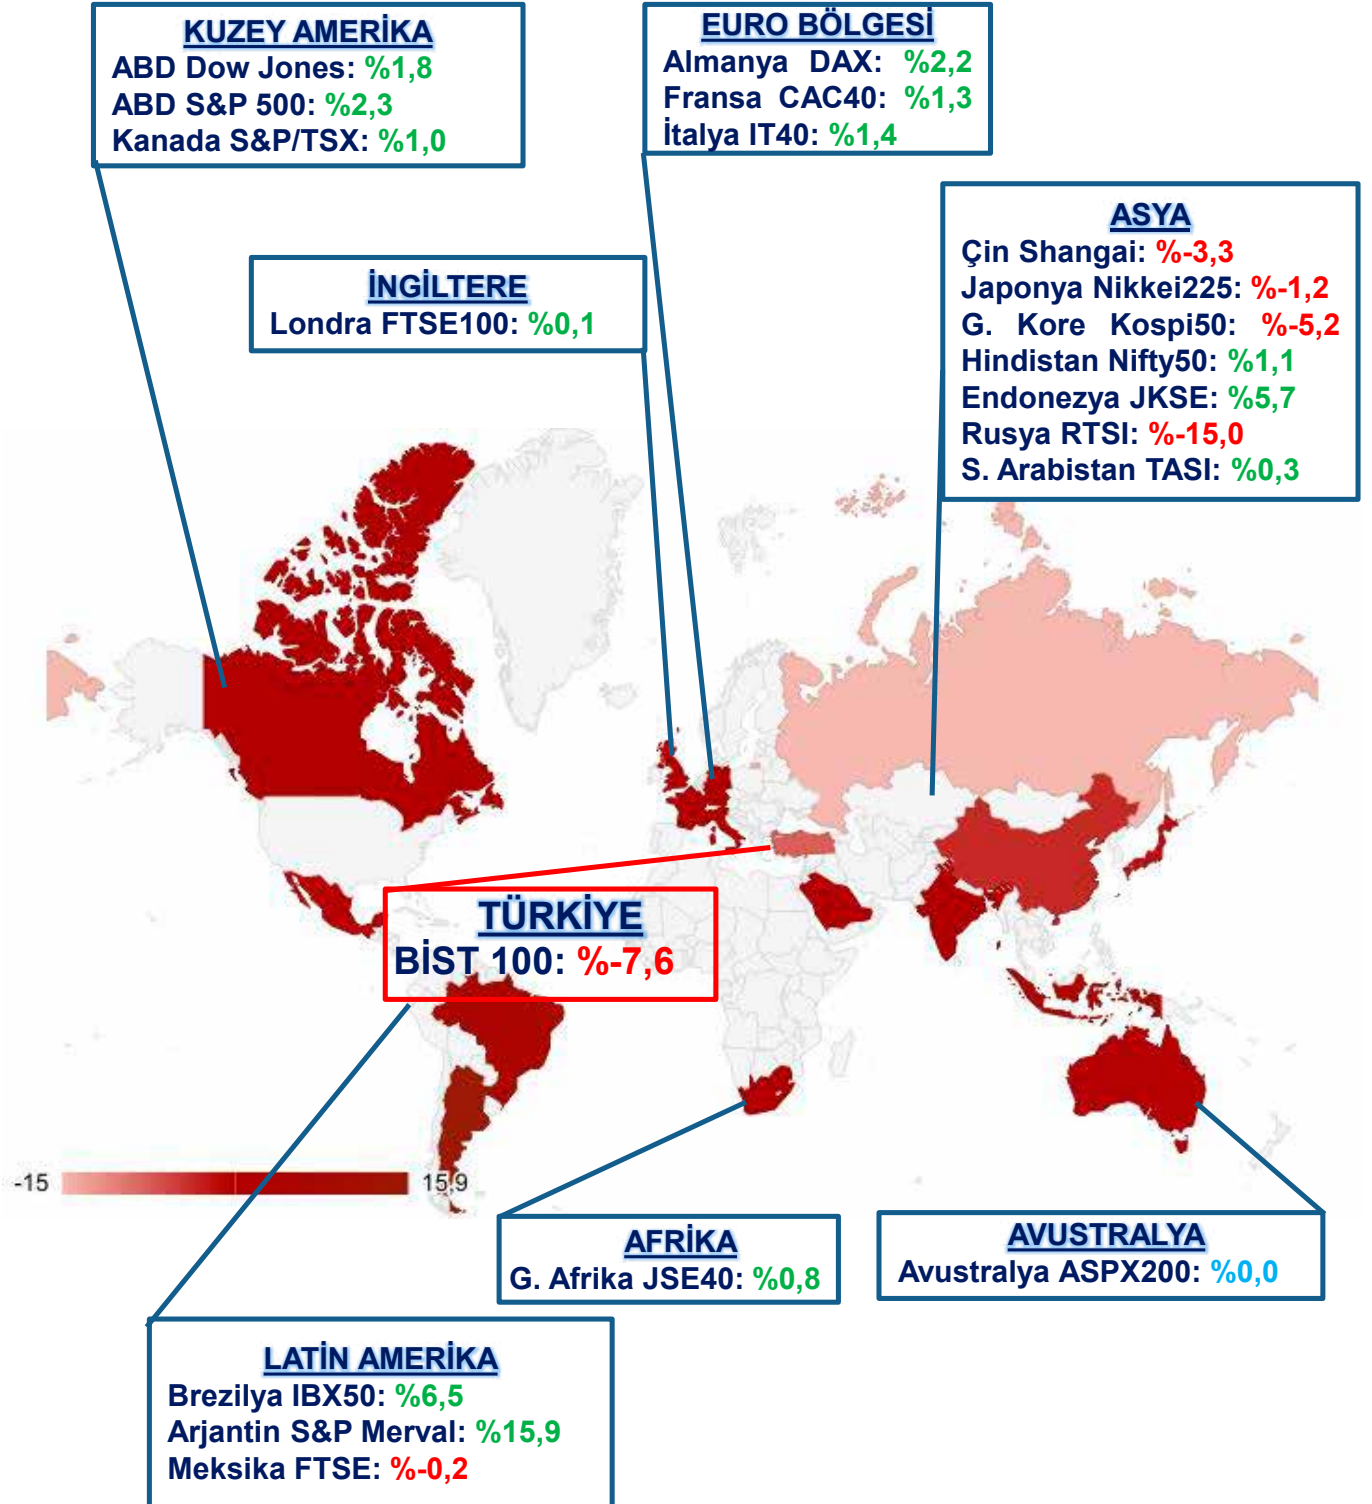 KUZEY AMERİKA
ABD Dow Jones: %1,8
ABD S&P 500: %2,3
Kanada S&P/TSX: %1,0
EURO BÖLGESİ
Almanya DAX: %2,2
Fransa CAC40: %1,3
İtalya IT40: %1,4
ASYA
Çin Shangai: %-3,3
Japonya Nikkei225: %-1,2
G. Kore Kospi50: %-5,2
Hindistan Nifty50: %1,1
Endonezya JKSE: %5,7
Rusya RTSI: %-15,0
S. Arabistan TASI: %0,3
İNGİLTERE
Londra FTSE100: %0,1
TÜRKİYE
BİST 100: %-7,6
-15
15,9
AFRİKA
G. Afrika JSE40: %0,8
AVUSTRALYA
Avustralya ASPX200: %0,0
LATİN AMERİKA
Brezilya IBX50: %6,5
Arjantin S&P Merval: %15,9
Meksika FTSE: %-0,2